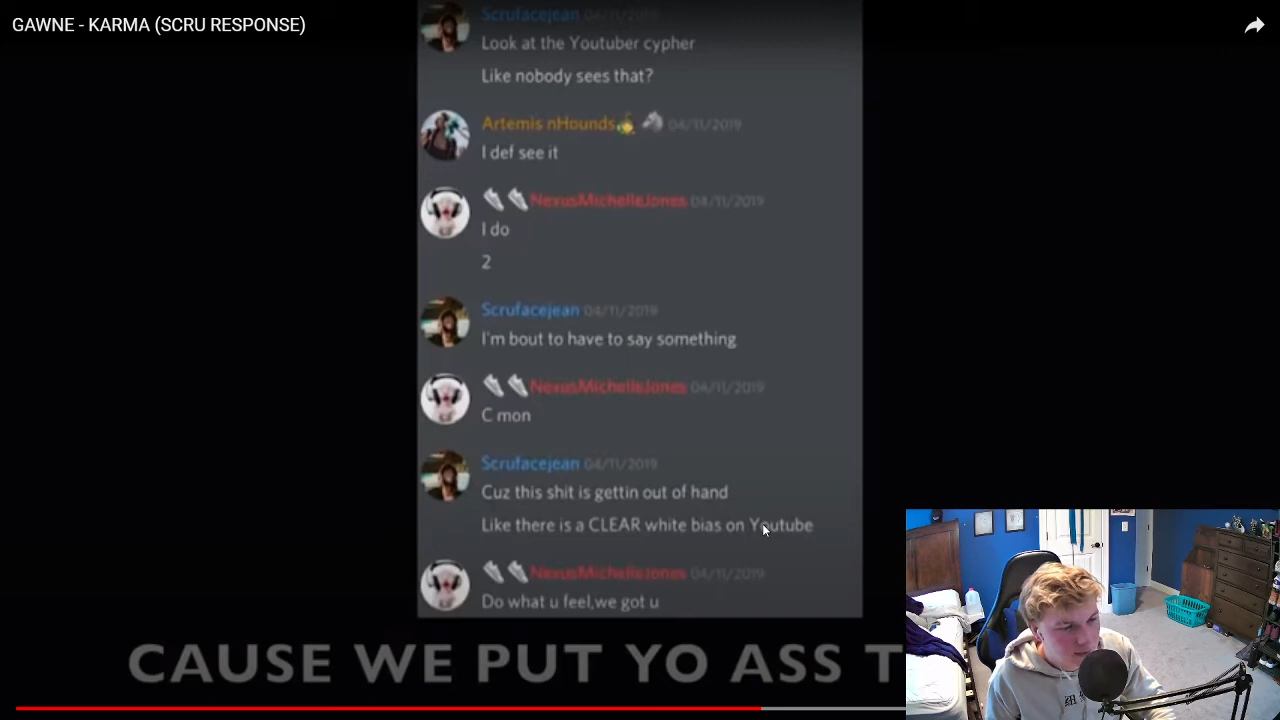 GAWNE - KARMA (SCRU RESPONSE)
Scrufacejean 04/11/2019
Look at the Youtuber cypher
Like nobody sees that?
Artemis nHounds 04/11/2019
I def see it
NexusMichelleJones 04/11/2019
I do
2
Scrufacejean 04/11/2019
I'm bout to have to say something
NexusMichelleJones 04/11/2019
C mon
Scrufacejean 04/11/2019
Cuz this shit is gettin out of hand
Like there is a CLEAR white bias on Youtube
NexusMichelleJones 04/11/2019
Do what u feel,we got u
CAUSE WE PUT YO ASS T